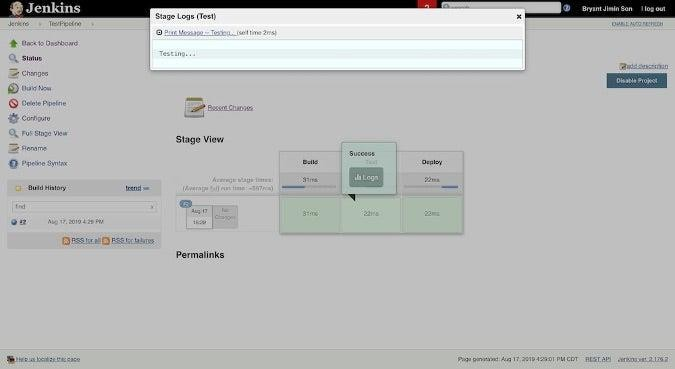 Jenkins
search
Bryant Jimin Son
log out
Stage Logs (Test)
Print Message -- Testing... (self time 2ms)
Testing...
Jenkins
TestPipeline
ENABLE AUTO REFRESH
Back to Dashboard
Status
Changes
Build Now
Delete Pipeline
Configure
Full Stage View
Rename
Pipeline Syntax
add description
Disable Project
Recent Changes
Stage View
Build
Test
Deploy
Average stage times:
31ms
22ms
(Average full run time: ~597ms)
Success
Logs
#2
Aug 17
No Changes
31ms
22ms
22ms
Permalinks
Build History
trend
find
x
#2
Aug 17, 2019 4:29 PM
RSS for all
RSS for failures
Help us localize this page
Page generated: Aug 17, 2019 4:29:01 PM CDT
REST API
Jenkins ver. 2.176.2